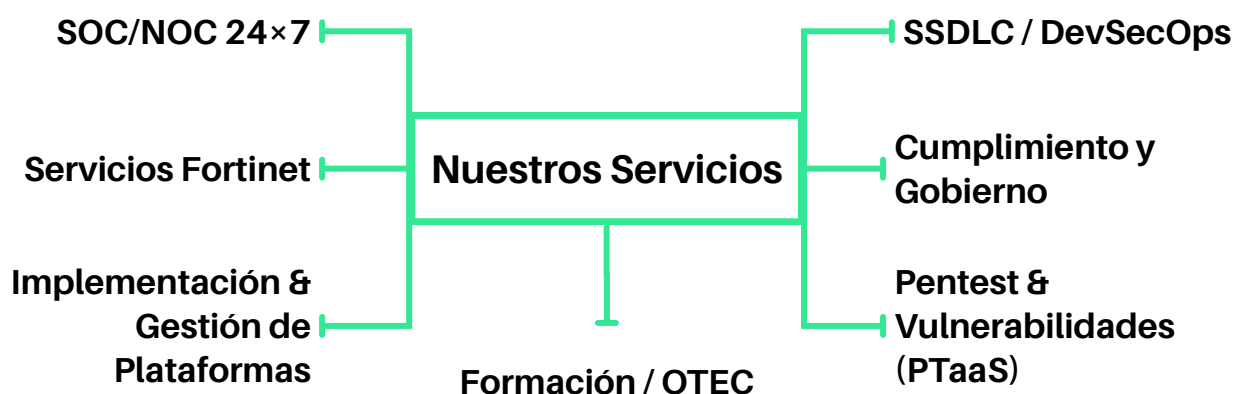 SOC/NOC 24×7
SSDLC / DevSecOps
Servicios Fortinet
Nuestros Servicios
Cumplimiento y
Gobierno
Implementación &
Gestión de
Plataformas
Formación / OTEC
Pentest &
Vulnerabilidades
(PTaaS)